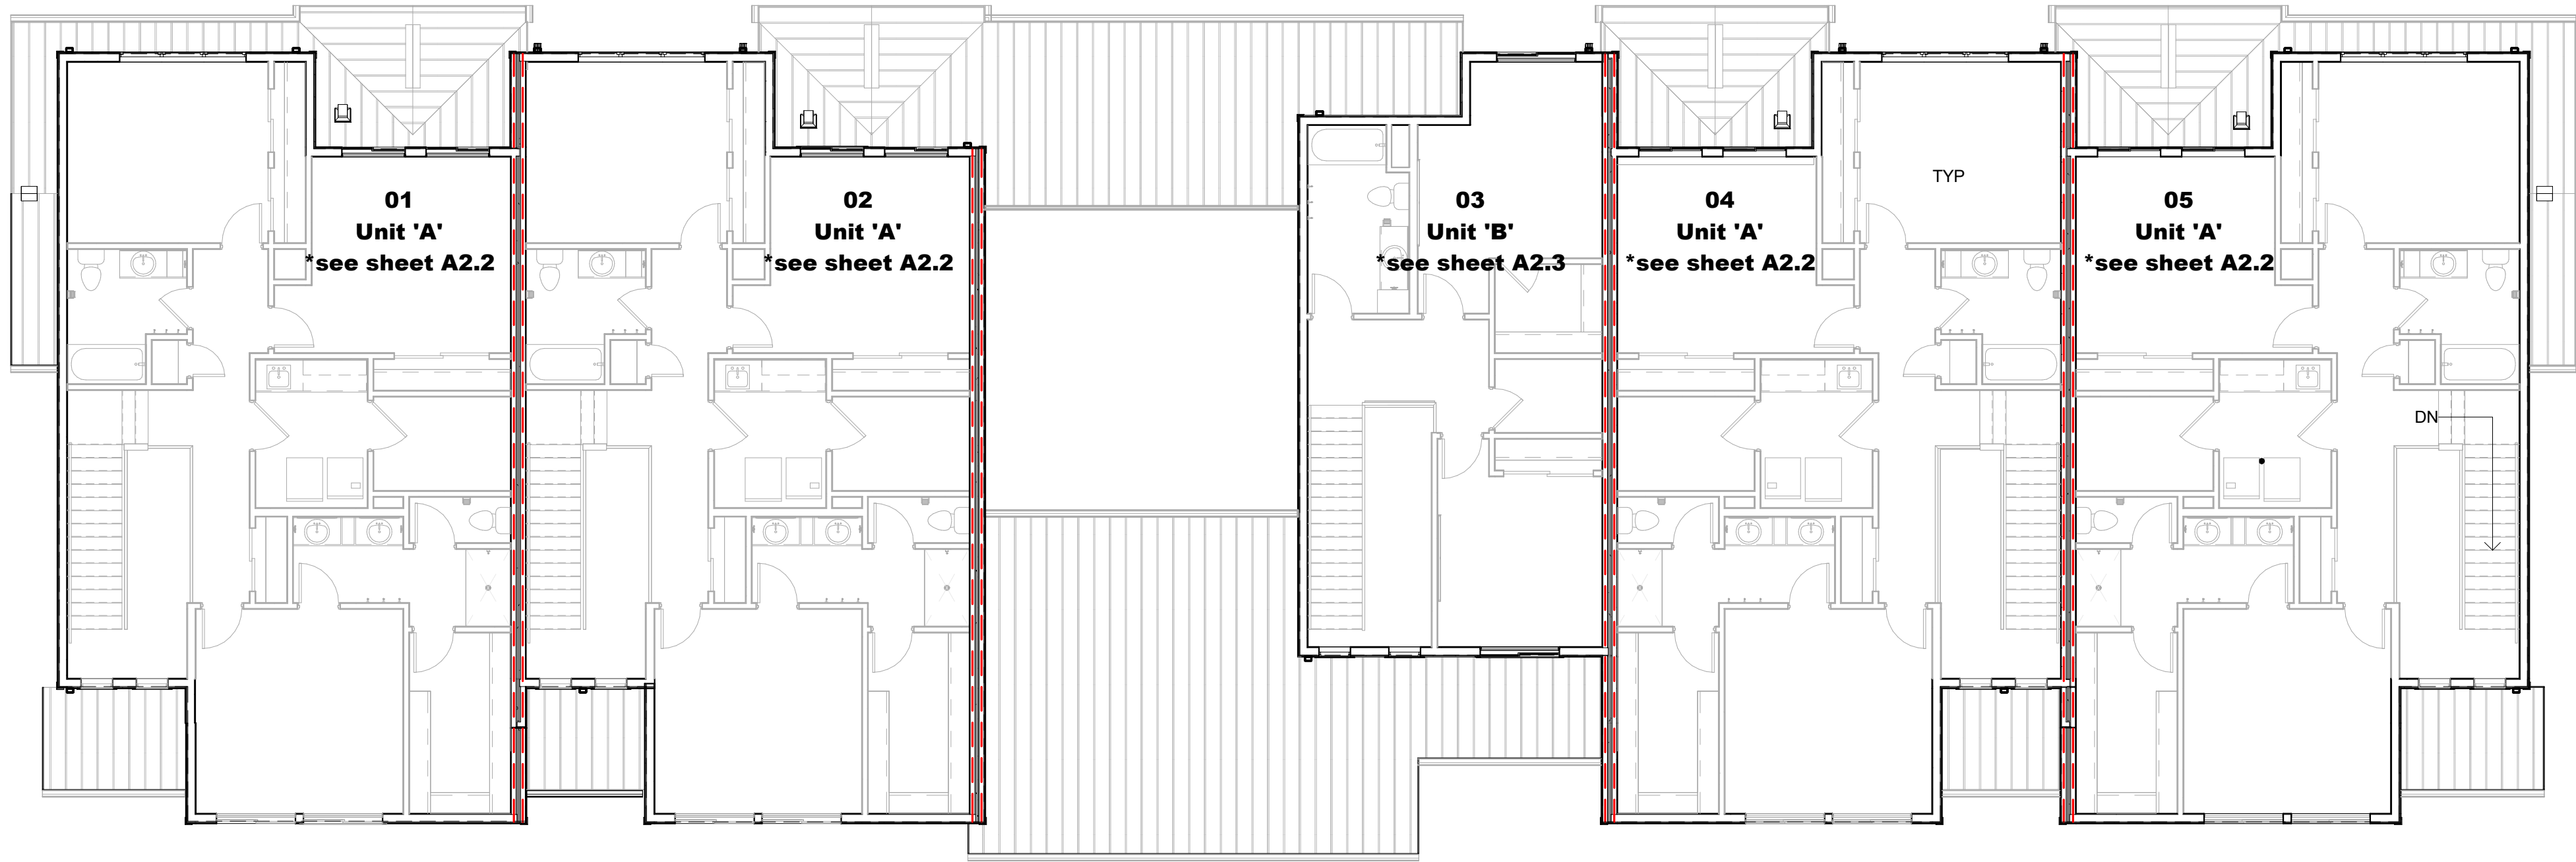 01
Unit 'A'
*see sheet A2.2
02
Unit 'A'
*see sheet A2.2
03
Unit 'B'
*see sheet A2.3
04
Unit 'A'
*see sheet A2.2
TYP
05
Unit 'A'
*see sheet A2.2
DN